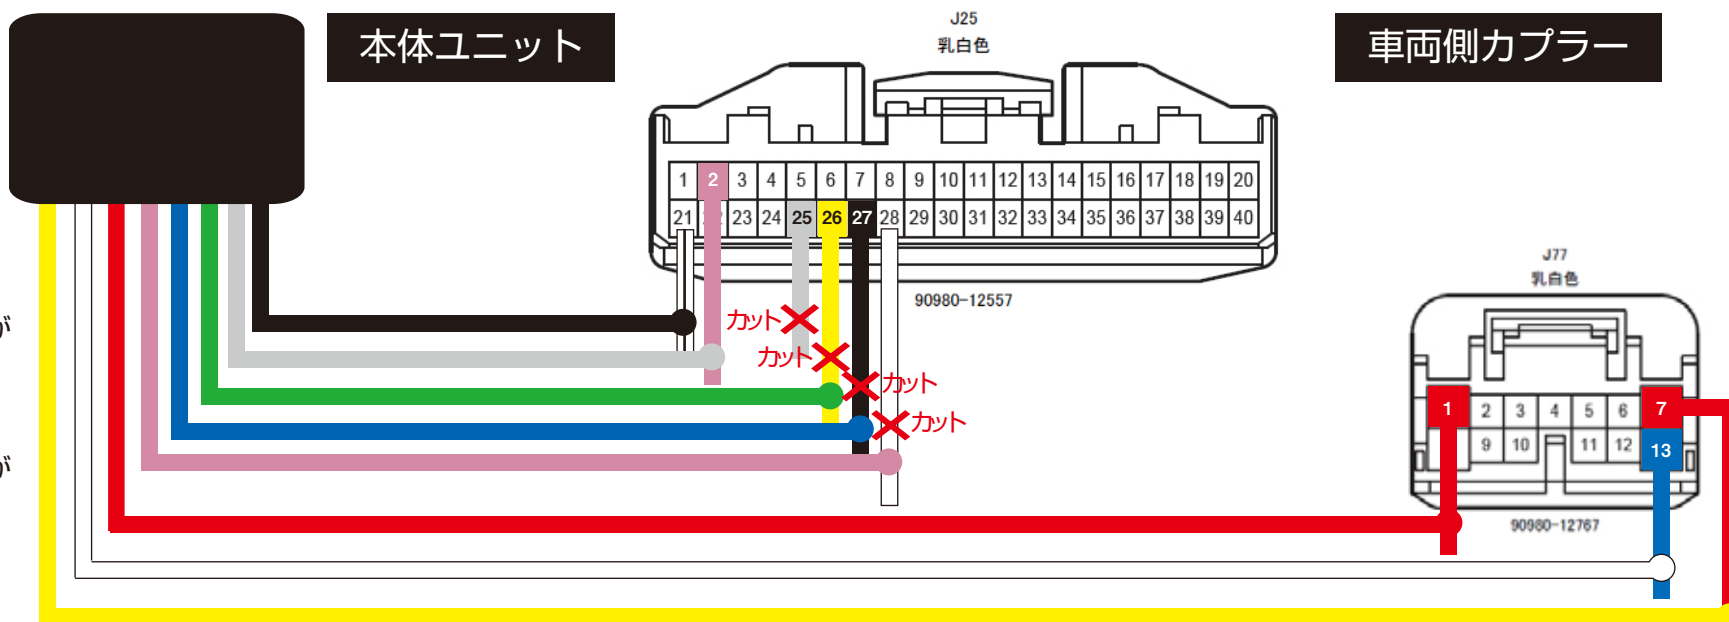 本体ユニット
J25
乳白色
車両側カプラー
1 2 3 4 5 6 7 8 9 10 11 12 13 14 15 16 17 18 19 20
21 23 24 25 26 27 28 29 30 31 32 33 34 35 36 37 38 39 40
90980-12557
J77
乳白色
カット
カット
カット
カット
が
が
1 2 3 4 5 6 7
9 10 11 12 13
90980-12767